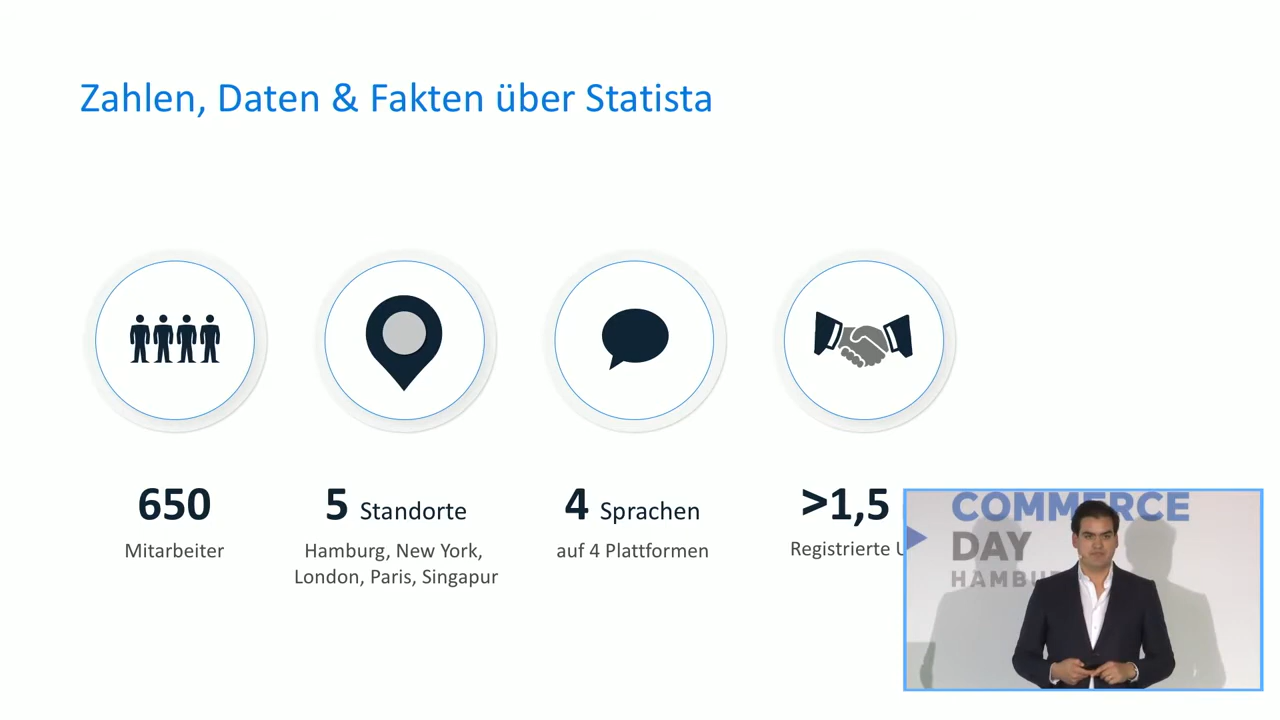 Zahlen, Daten & Fakten über Statista
650
Mitarbeiter
5 Standorte
Hamburg, New York,
London, Paris, Singapur
4 Sprachen
auf 4 Plattformen
>1,5
Registrierte
COMMERCE
DAY